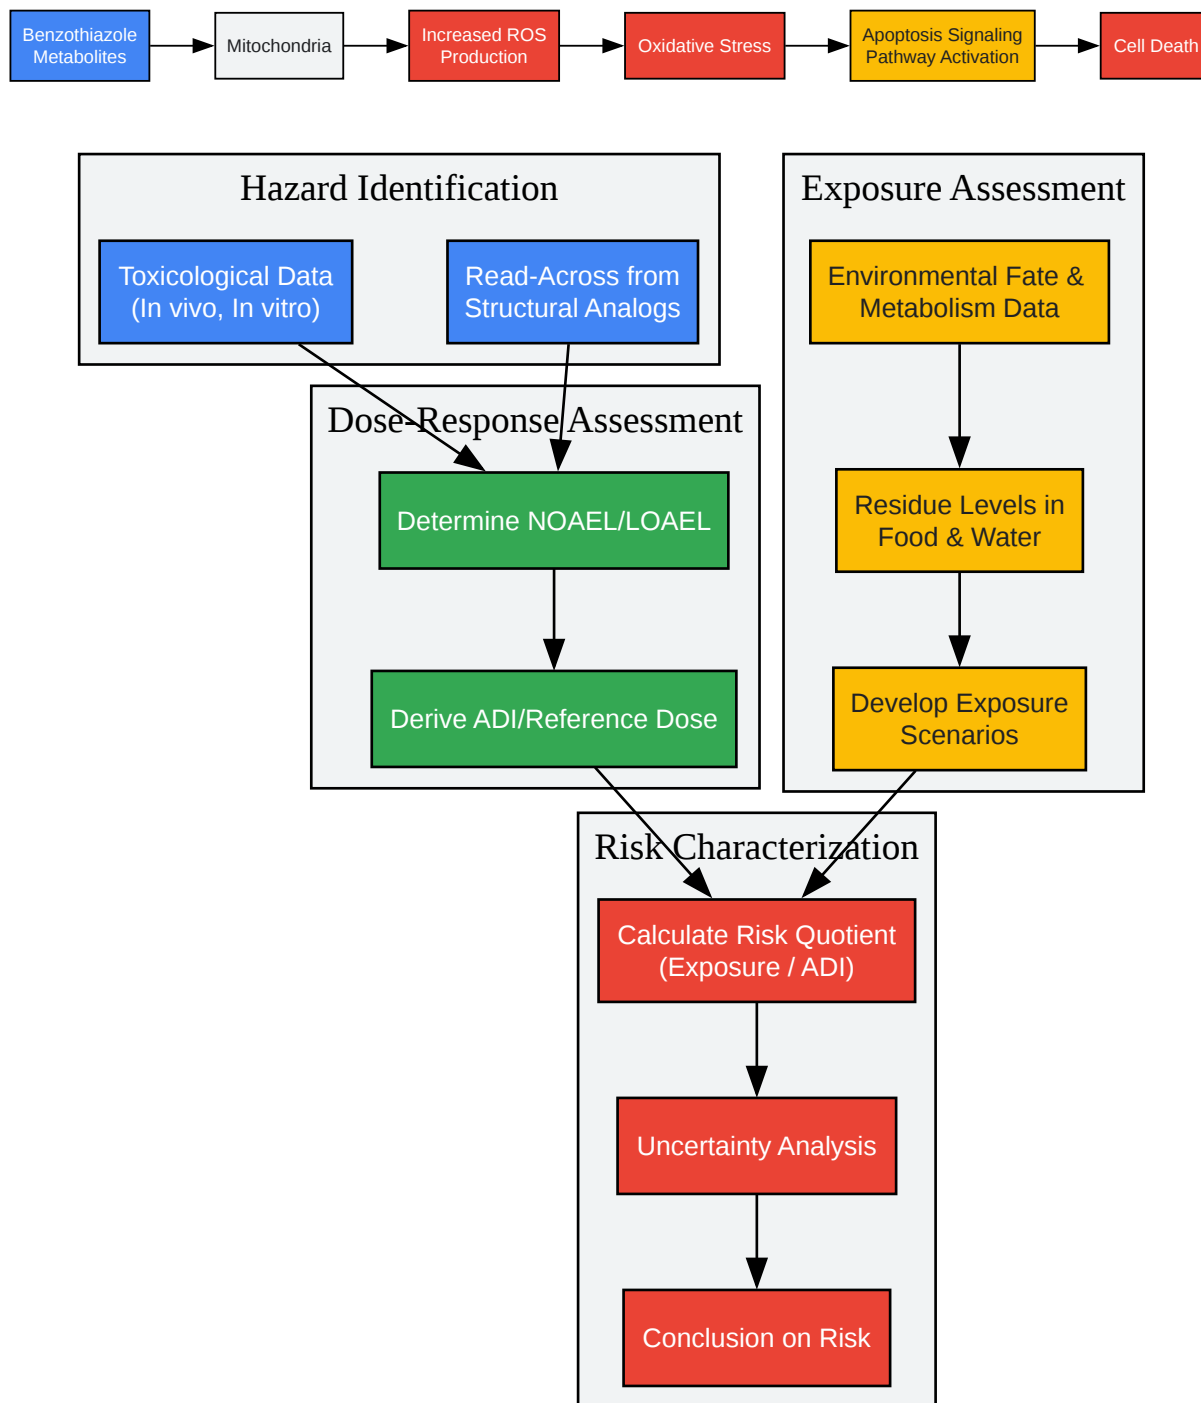 Benzothiazole
Metabolites
Mitochondria
Increased ROS
Production
Oxidative Stress
Apoptosis Signaling
Pathway Activation
Cell Death
Hazard Identification
Toxicological Data
(In vivo, In vitro)
Read-Across from
Structural Analogs
Dose-Response Assessment
Determine NOAEL/LOAEL
Derive ADI/Reference Dose
Exposure Assessment
Environmental Fate &
Metabolism Data
Residue Levels in
Food & Water
Develop Exposure
Scenarios
Risk Characterization
Calculate Risk Quotient
(Exposure / ADI)
Uncertainty Analysis
Conclusion on Risk